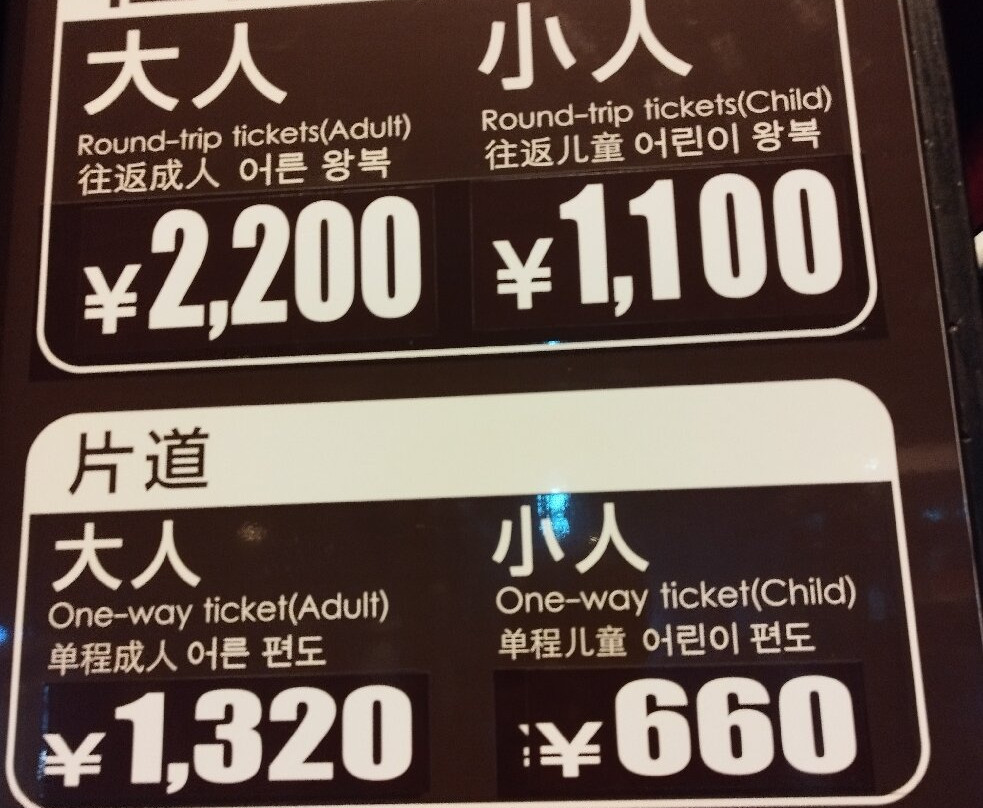 大人
Round-trip tickets(Adult)
往返成人 어른 왕복
¥2,200
小人
Round-trip tickets(Child)
往返儿童 어린이 왕복
¥1,100
片道
大人
One-way ticket(Adult)
单程成人 어른 편도
¥1,320
小人
One-way ticket(Child)
单程儿童 어린이 편도
¥660